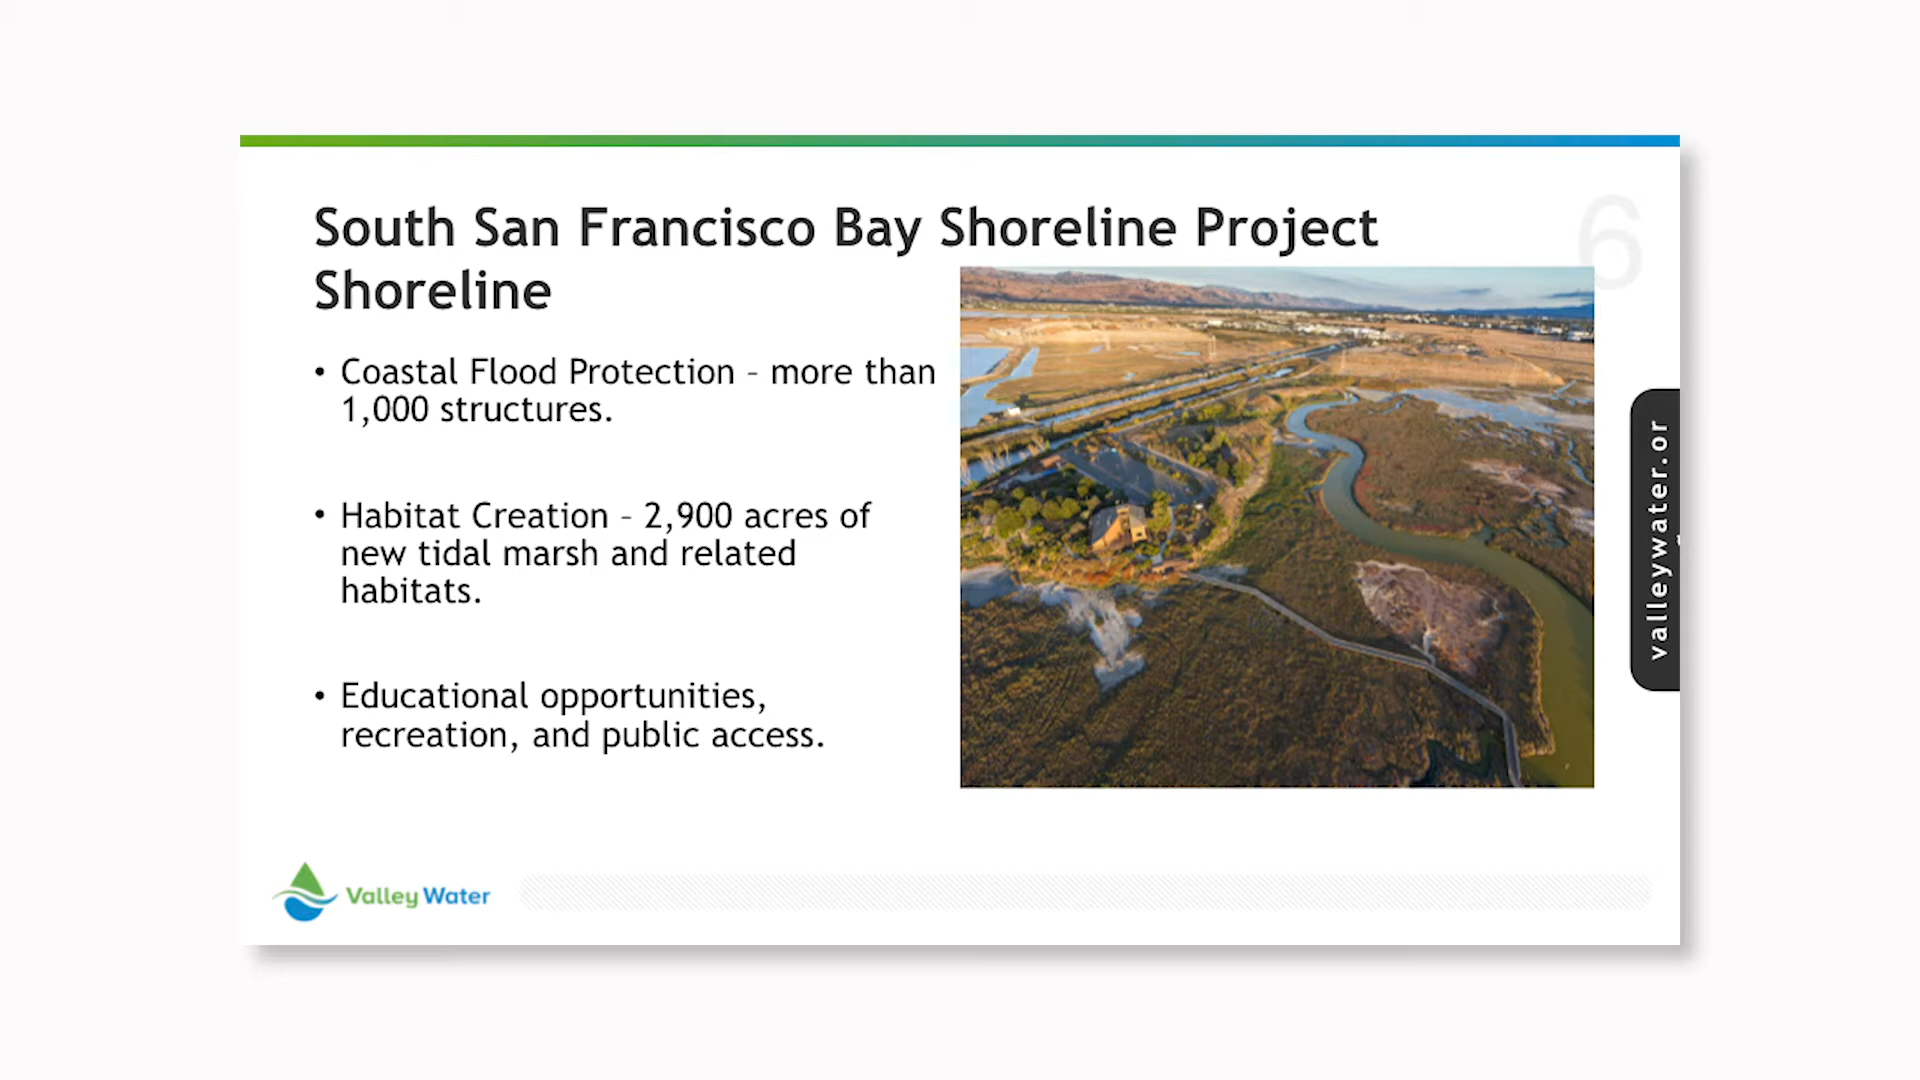 South San Francisco Bay Shoreline Project
Shoreline
6
• Coastal Flood Protection – more than
1,000 structures.
• Habitat Creation – 2,900 acres of
new tidal marsh and related
habitats.
• Educational opportunities,
recreation, and public access.
valleywater.or
Valley Water